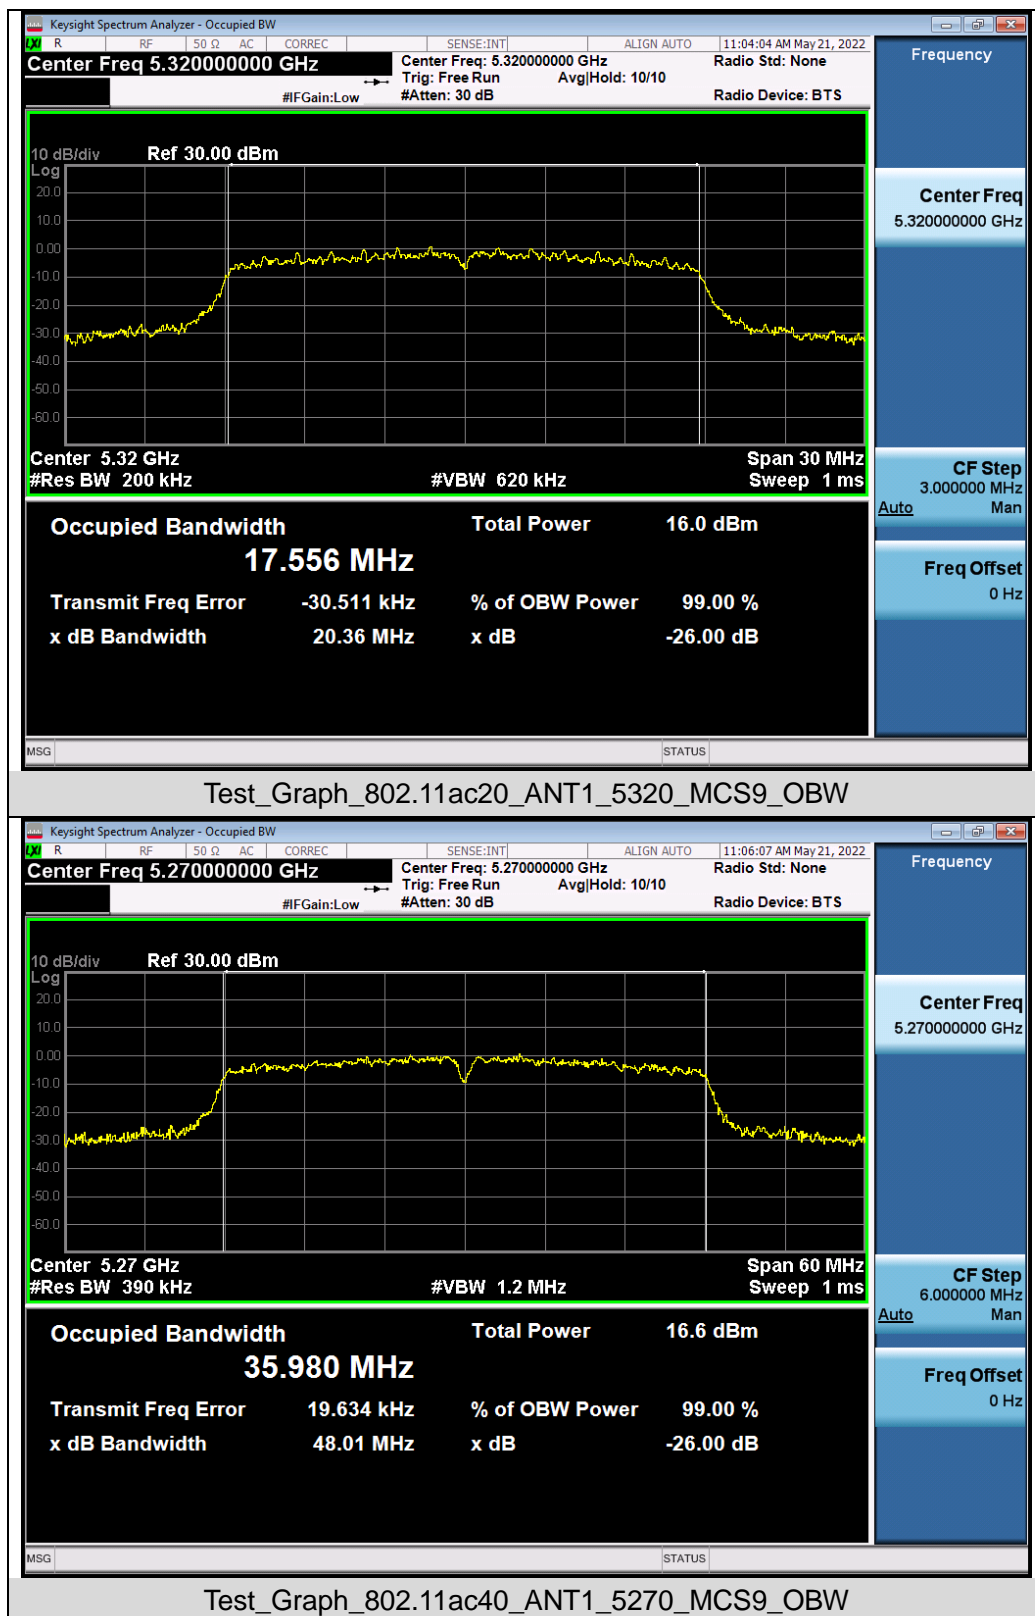 Keysight Spectrum Analyzer - Occupied BW
LXI R RF 50 Ω AC CORREC SENSE:INT ALIGN AUTO 11:04:04 AM May 21, 2022
Center Freq 5.320000000 GHz
Center Freq: 5.320000000 GHz Radio Std: None
Trig: Free Run Avg|Hold: 10/10
#IFGain:Low #Atten: 30 dB Radio Device: BTS
Frequency
10 dB/div Ref 30.00 dBm
Log
20.0
10.0
0.00
-10.0
-20.0
-30.0
-40.0
-50.0
-60.0
Center 5.32 GHz Span 30 MHz
#Res BW 200 kHz #VBW 620 kHz Sweep 1 ms
Center Freq
5.320000000 GHz
CF Step
3.000000 MHz
Auto Man
Freq Offset
0 Hz
Occupied Bandwidth Total Power 16.0 dBm
17.556 MHz
Transmit Freq Error -30.511 kHz % of OBW Power 99.00 %
x dB Bandwidth 20.36 MHz x dB -26.00 dB
MSG STATUS
Test_Graph_802.11ac20_ANT1_5320_MCS9_OBW
Keysight Spectrum Analyzer - Occupied BW
LXI R RF 50 Ω AC CORREC SENSE:INT ALIGN AUTO 11:06:07 AM May 21, 2022
Center Freq 5.270000000 GHz
Center Freq: 5.270000000 GHz Radio Std: None
Trig: Free Run Avg|Hold: 10/10
#IFGain:Low #Atten: 30 dB Radio Device: BTS
Frequency
10 dB/div Ref 30.00 dBm
Log
20.0
10.0
0.00
-10.0
-20.0
-30.0
-40.0
-50.0
-60.0
Center 5.27 GHz Span 60 MHz
#Res BW 390 kHz #VBW 1.2 MHz Sweep 1 ms
Center Freq
5.270000000 GHz
CF Step
6.000000 MHz
Auto Man
Freq Offset
0 Hz
Occupied Bandwidth Total Power 16.6 dBm
35.980 MHz
Transmit Freq Error 19.634 kHz % of OBW Power 99.00 %
x dB Bandwidth 48.01 MHz x dB -26.00 dB
MSG STATUS
Test_Graph_802.11ac40_ANT1_5270_MCS9_OBW